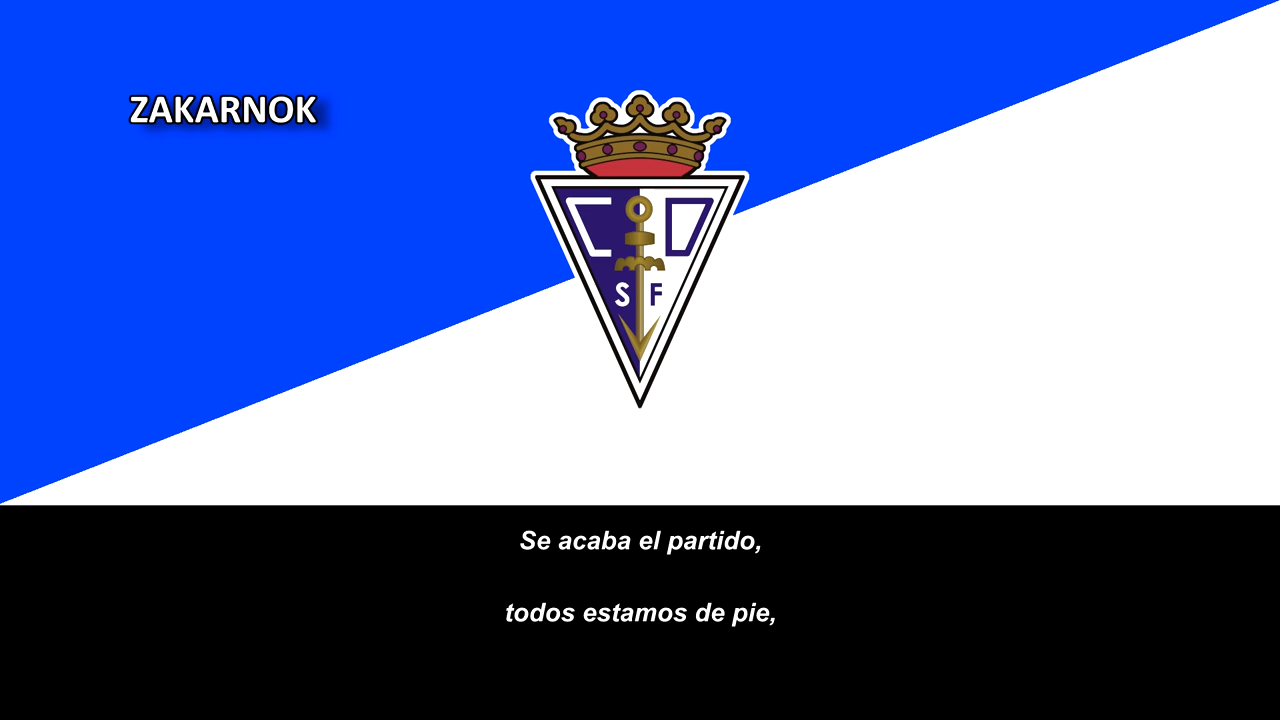 ZAKARNOK
C D
S F
Se acaba el partido,
todos estamos de pie,